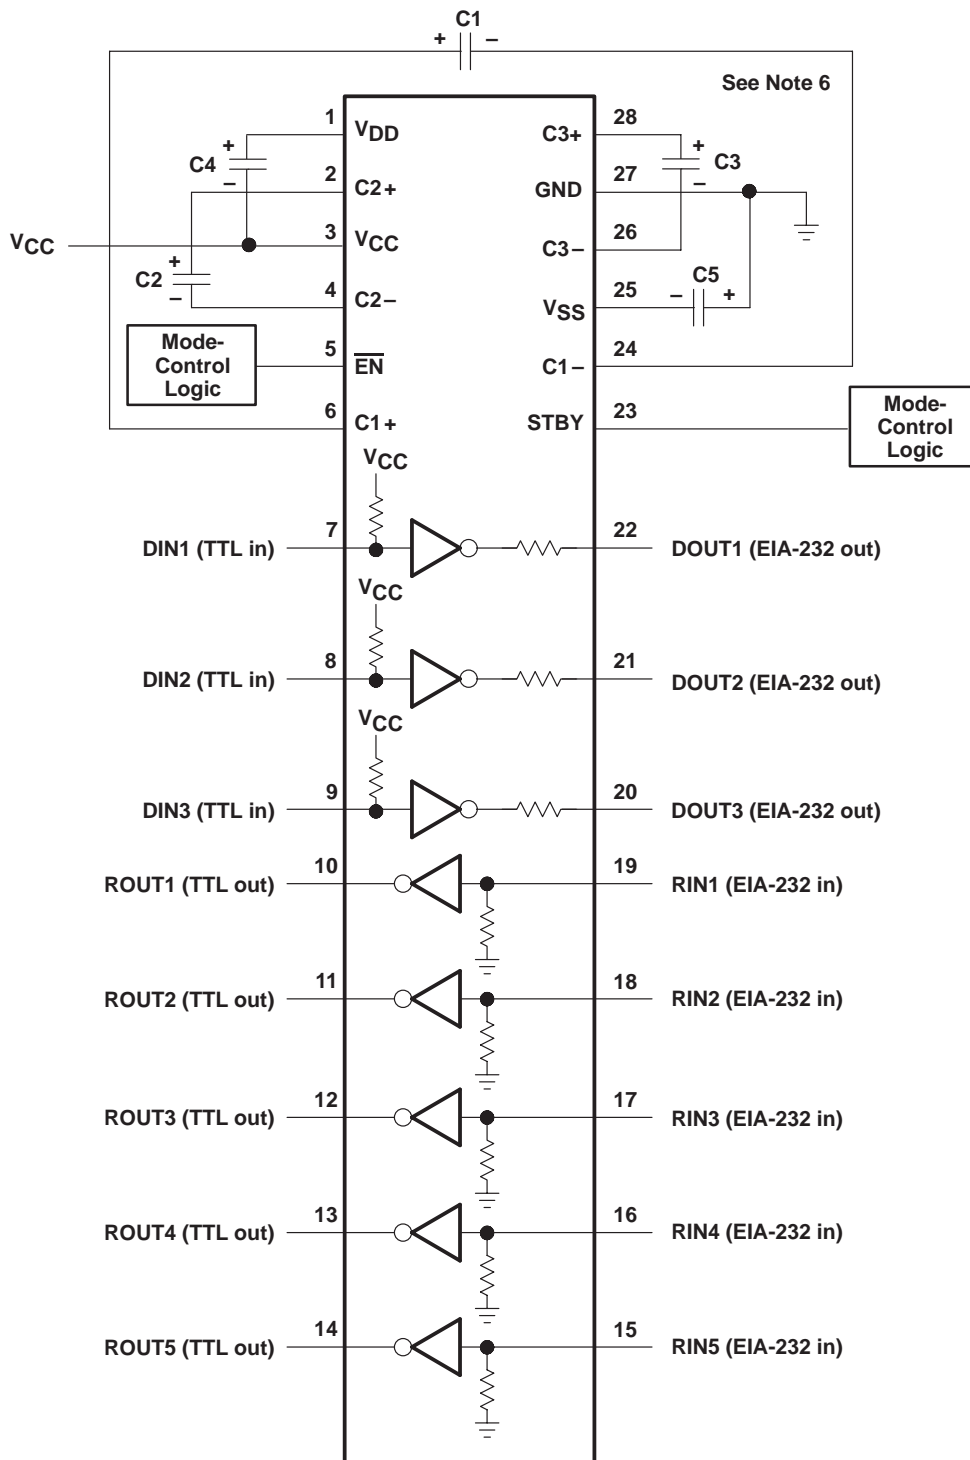 C1
+ –
See Note 6
1 VDD C3+ 28
+ C4 –
+ C3 –
2 C2+ GND 27
VCC 3 VCC C3– 26
+ C2 –
4 C2– VSS 25
– C5 +
Mode-
Control
Logic
5 EN C1– 24
6 C1+ STBY 23
Mode-
Control
Logic
VCC
DIN1 (TTL in) 7 22 DOUT1 (EIA-232 out)
VCC
DIN2 (TTL in) 8 21 DOUT2 (EIA-232 out)
VCC
DIN3 (TTL in) 9 20 DOUT3 (EIA-232 out)
ROUT1 (TTL out) 10 19 RIN1 (EIA-232 in)
ROUT2 (TTL out) 11 18 RIN2 (EIA-232 in)
ROUT3 (TTL out) 12 17 RIN3 (EIA-232 in)
ROUT4 (TTL out) 13 16 RIN4 (EIA-232 in)
ROUT5 (TTL out) 14 15 RIN5 (EIA-232 in)